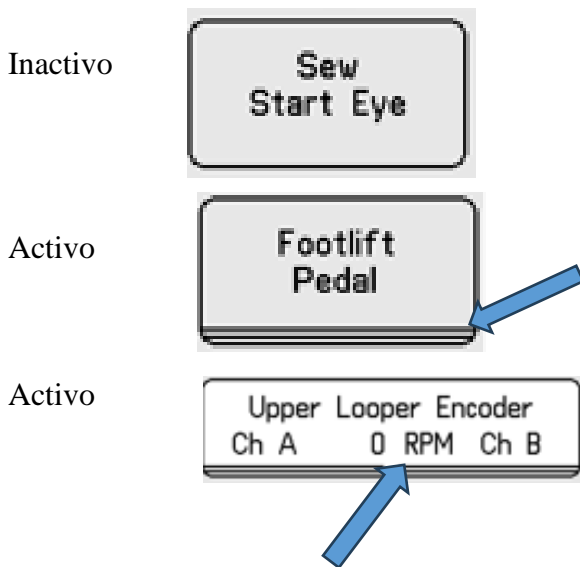 Inactivo
Sew
Start Eye
Activo
Footlift
Pedal
Activo
Upper Looper Encoder
Ch A 0 RPM Ch B